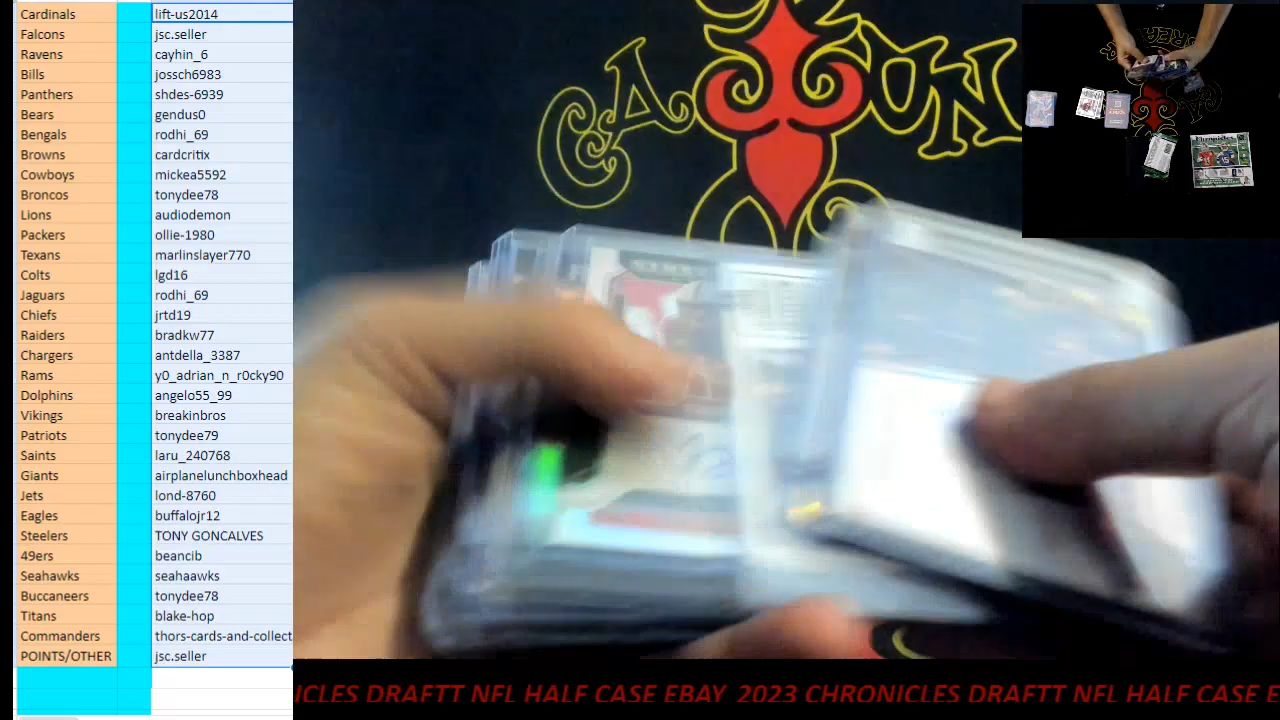 Cardinals lift-us2014
Falcons jsc.seller
Ravens cayhin_6
Bills jossch6983
Panthers shdes-6939
Bears gendus0
Bengals rodhi_69
Browns cardcritix
Cowboys mickea5592
Broncos tonydee78
Lions audiodemon
Packers ollie-1980
Texans marlinslayer770
Colts lgd16
Jaguars rodhi_69
Chiefs jrtd19
Raiders bradkw77
Chargers antdella_3387
Rams y0_adrian_n_r0cky90
Dolphins angelo55_99
Vikings breakinbros
Patriots tonydee79
Saints laru_240768
Giants airplanelunchboxhead
Jets lond-8760
Eagles buffalojr12
Steelers TONY GONCALVES
49ers beancib
Seahawks seahaawks
Buccaneers tonydee78
Titans blake-hop
Commanders thors-cards-and-collect
POINTS/OTHER jsc.seller
Chronicles
ICLES DRAFTT NFL HALF CASE EBAY 2023 CHRONICLES DRAFTT NFL HALF CASE E